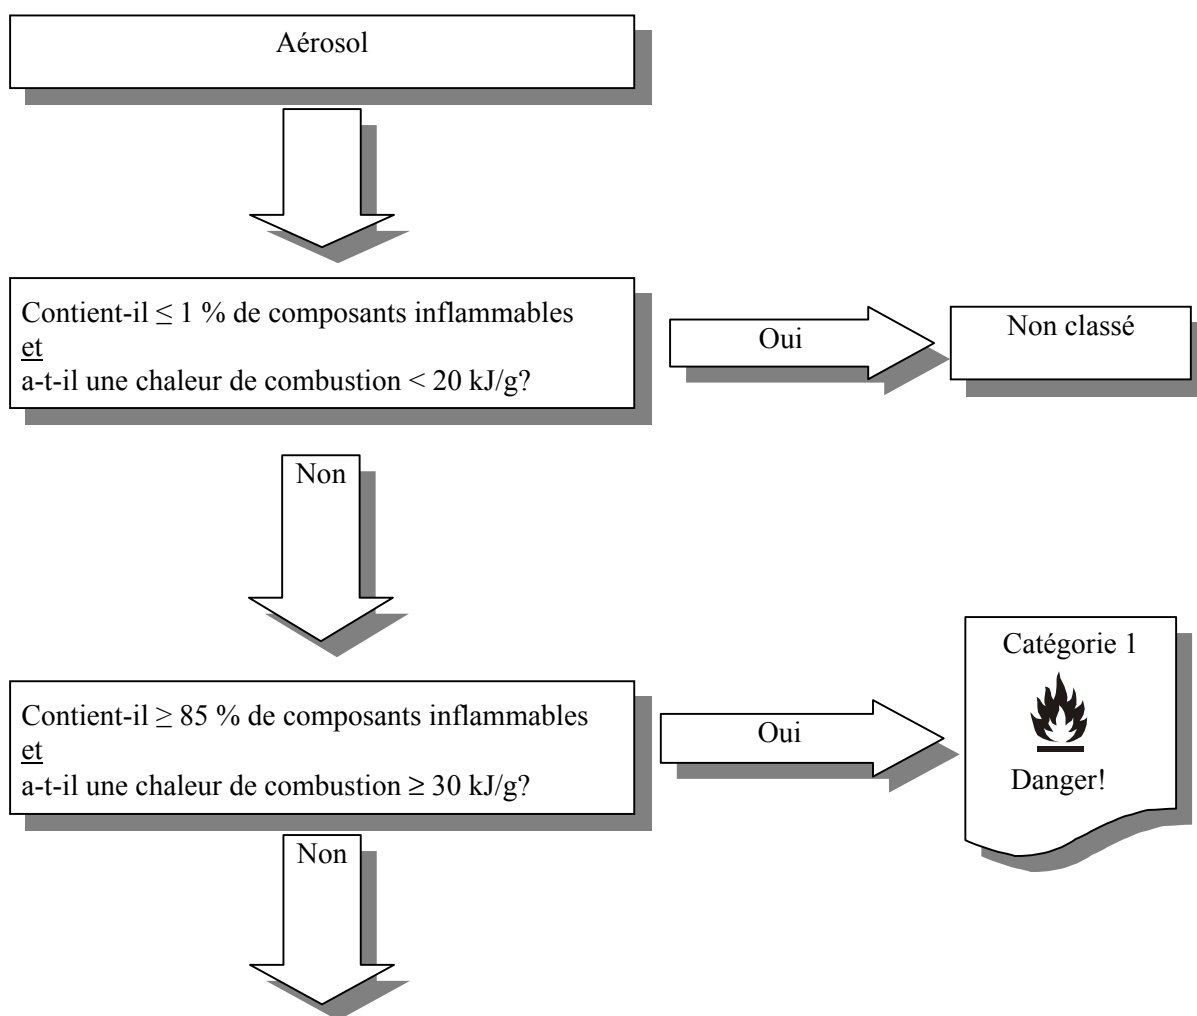 Aérosol
Contient-il ≤ 1 % de composants inflammables
et
a-t-il une chaleur de combustion < 20 kJ/g?
Oui
Non classé
Non
Contient-il ≥ 85 % de composants inflammables
et
a-t-il une chaleur de combustion ≥ 30 kJ/g?
Oui
Catégorie 1
Danger!
Non